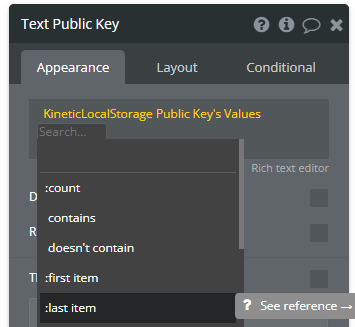 Text Public Key
Appearance
Layout
Conditional
KineticLocalStorage Public Key's Values
Search...
Rich text editor
:count
D
contains
doesn't contain
R
:first item
Th
:last item
? See reference →